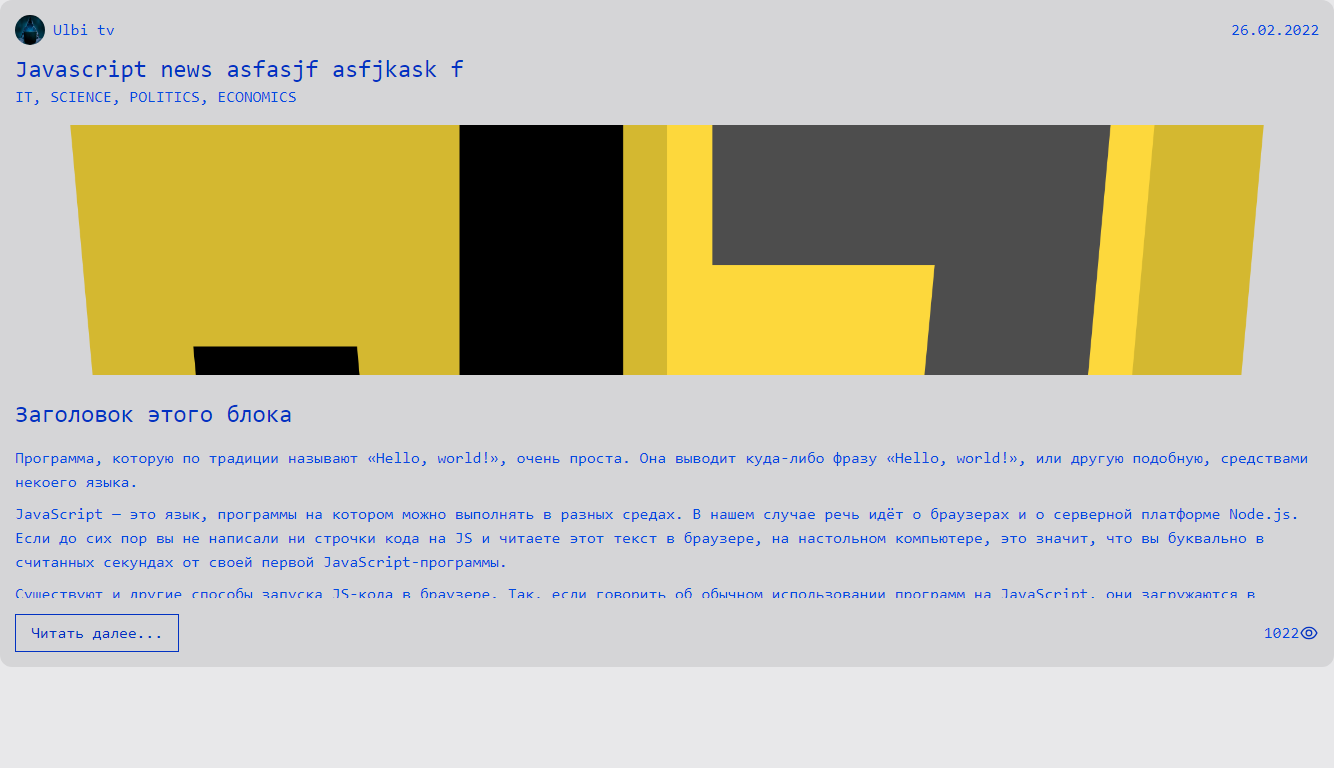 Ulbi tv
26.02.2022
Javascript news asfasjf asfjkask f
IT, SCIENCE, POLITICS, ECONOMICS
Заголовок этого блока
Программа, которую по традиции называют «Hello, world!», очень проста. Она выводит куда-либо фразу «Hello, world!», или другую подобную, средствами
некоего языка.
JavaScript — это язык, программы на котором можно выполнять в разных средах. В нашем случае речь идёт о браузерах и о серверной платформе Node.js.
Если до сих пор вы не написали ни строчки кода на JS и читаете этот текст в браузере, на настольном компьютере, это значит, что вы буквально в
считанных секундах от своей первой JavaScript-программы.
Существуют и другие способы запуска JS-кода в браузере. Так, если говорить об обычном использовании программ на JavaScript, они загружаются в
Читать далее...
1022